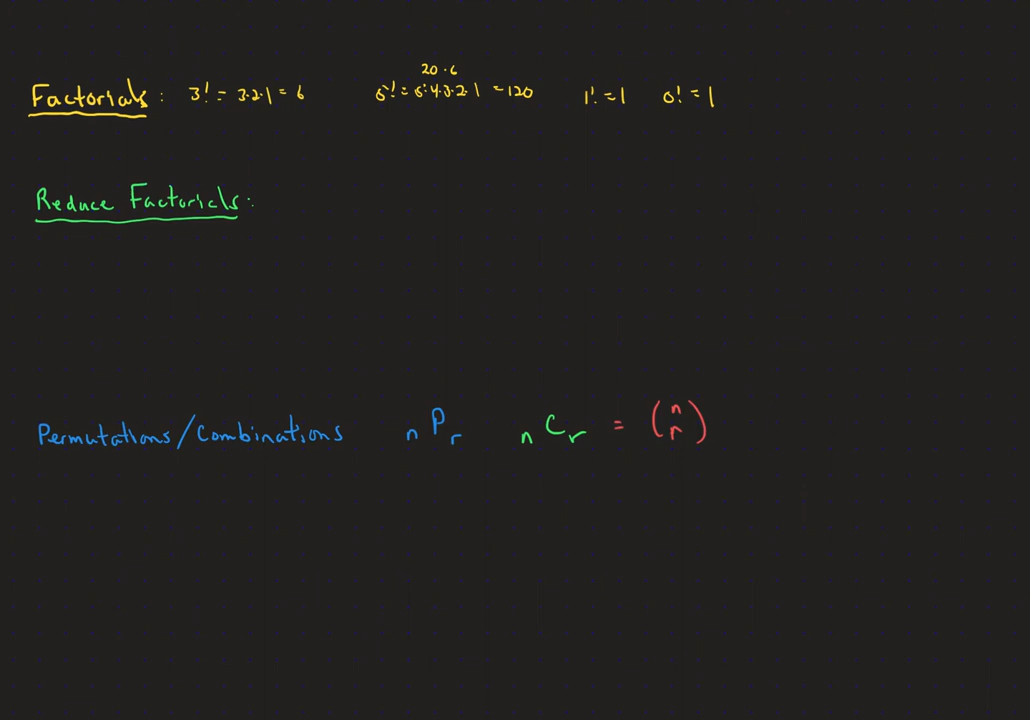 20 · 6
Factorials: 3! = 3·2·1 = 6 5! = 5·4·3·2·1 = 120 1! = 1 0! = 1
Reduce Factorials:
Permutations/Combinations nPr nCr = (n r)